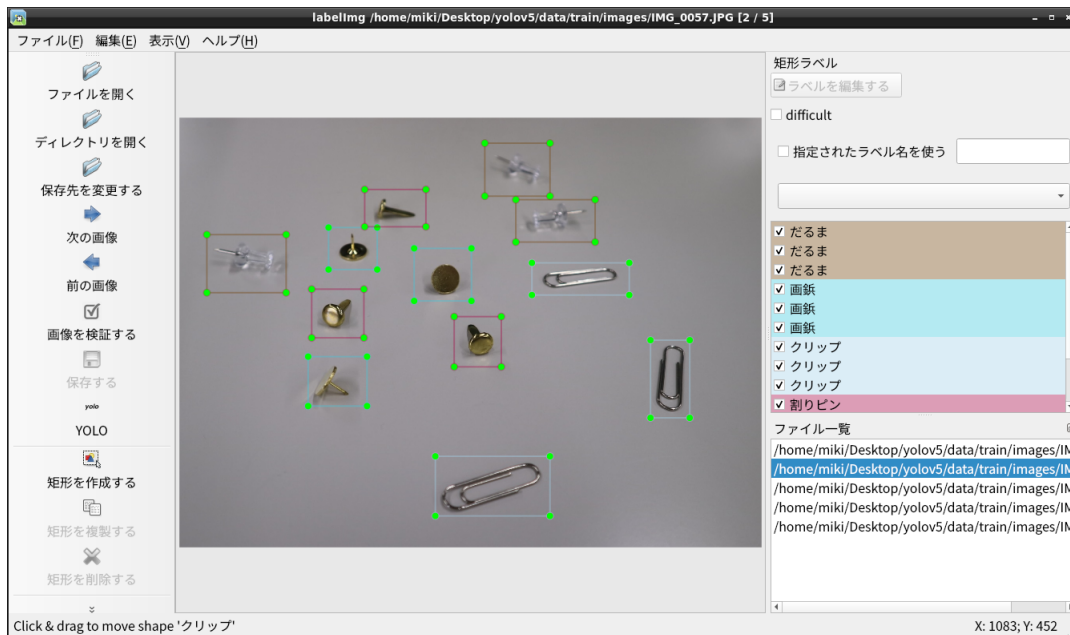 labelImg /home/miki/Desktop/yolov5/data/train/images/IMG_0057.JPG [2 / 5]
ファイル(F) 編集(E) 表示(V) ヘルプ(H)
ファイルを開く
ディレクトリを開く
保存先を変更する
次の画像
前の画像
画像を検証する
保存する
yolo
YOLO
矩形を作成する
矩形を複製する
矩形を削除する
矩形ラベル
ラベルを編集する
difficult
指定されたラベル名を使う
だるま
だるま
だるま
画鋲
画鋲
画鋲
クリップ
クリップ
クリップ
割りピン
ファイル一覧
/home/miki/Desktop/yolov5/data/train/images/IM
/home/miki/Desktop/yolov5/data/train/images/IM
/home/miki/Desktop/yolov5/data/train/images/IM
/home/miki/Desktop/yolov5/data/train/images/IM
/home/miki/Desktop/yolov5/data/train/images/IM
Click & drag to move shape 'クリップ'
X: 1083; Y: 452